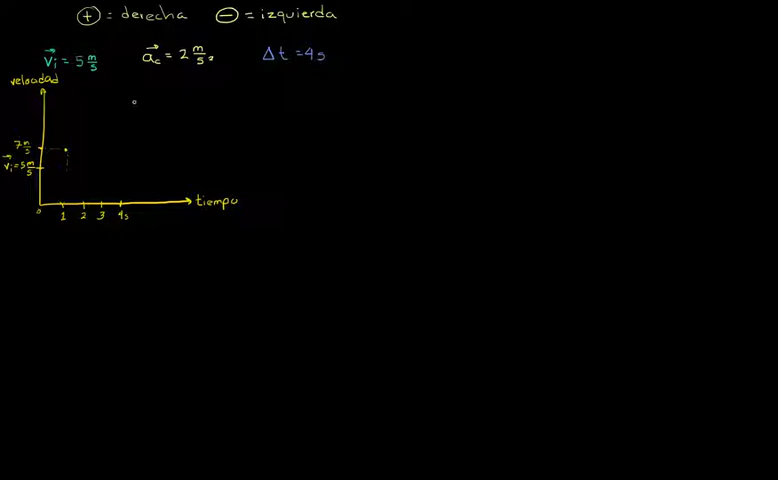 + = derecha − = izquierda
v⃗i = 5 m/s a⃗c = 2 m/s² Δt = 4s
velocidad
7 m/s
v⃗i = 5 m/s
tiempo
0 1 2 3 4s